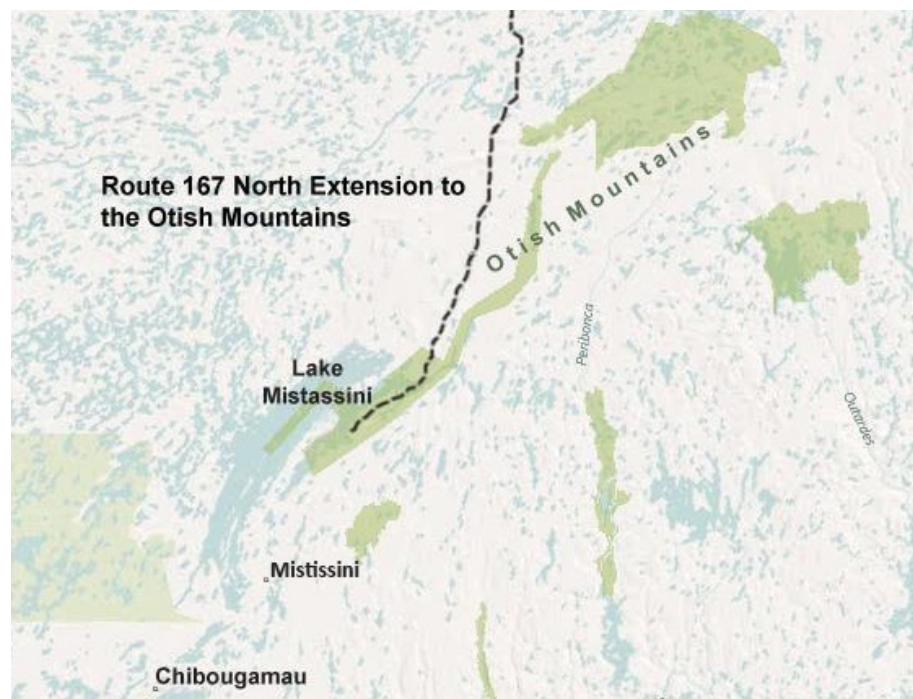 Route 167 North Extension to
the Otish Mountains
Otish Mountains
Peribonca
Lake
Mistassini
Outardes
Mistissini
Chibougamau